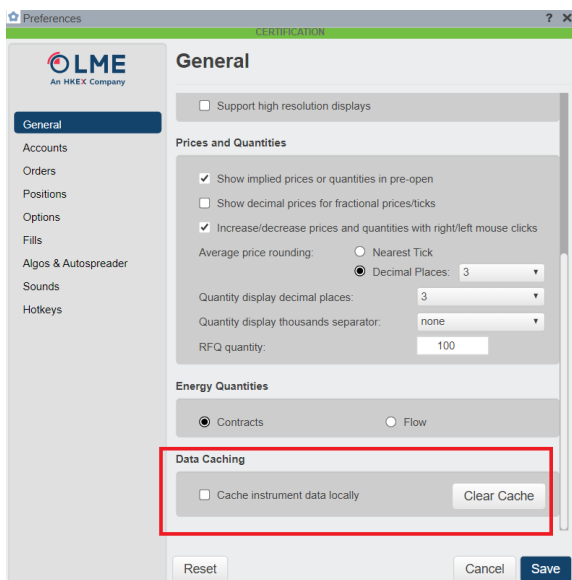 Preferences ? X
CERTIFICATION
LME
An HKEX Company
General
Accounts
Orders
Positions
Options
Fills
Algos & Autospreader
Sounds
Hotkeys
General
Support high resolution displays
Prices and Quantities
Show implied prices or quantities in pre-open
Show decimal prices for fractional prices/ticks
Increase/decrease prices and quantities with right/left mouse clicks
Average price rounding: Nearest Tick
Decimal Places: 3
Quantity display decimal places: 3
Quantity display thousands separator: none
RFQ quantity: 100
Energy Quantities
Contracts Flow
Data Caching
Cache instrument data locally Clear Cache
Reset Cancel Save